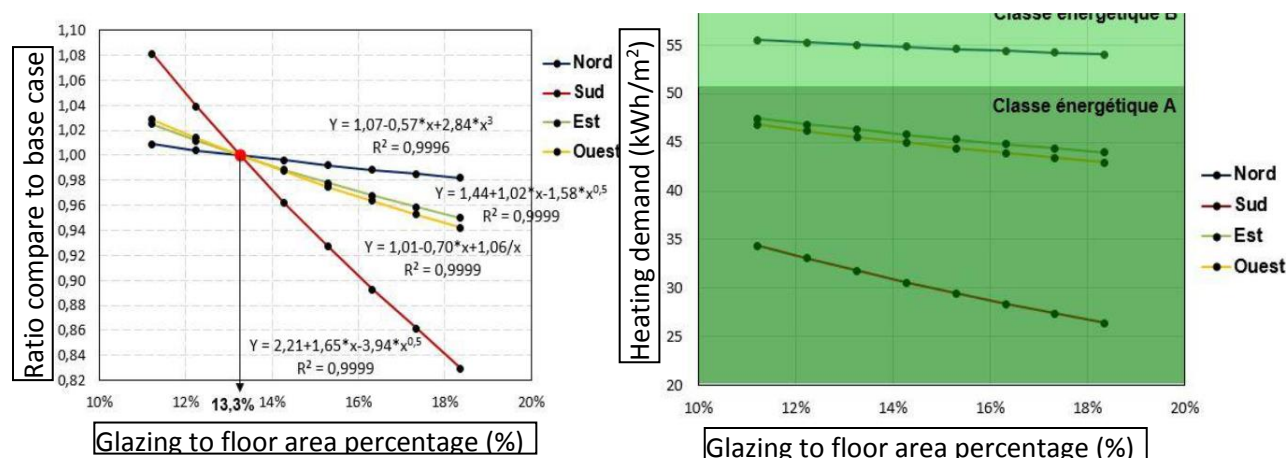 Ratio compare to base case
1,10
1,08
1,06
1,04
1,02
1,00
0,98
0,96
0,94
0,92
0,90
0,88
0,86
0,84
0,82
Y = 1,07-0,57*x+2,84*x³
R² = 0,9996
Y = 1,44+1,02*x-1,58*x⁰,⁵
R² = 0,9999
Y = 1,01-0,70*x+1,06/x
R² = 0,9999
Y = 2,21+1,65*x-3,94*x⁰,⁵
R² = 0,9999
Nord
Sud
Est
Ouest
10% 12% 13,3% 14% 16% 18% 20%
Glazing to floor area percentage (%)
Heating demand (kWh/m²)
Classe énergétique B
55
50
Classe énergétique A
45
40
35
30
25
20
Nord
Sud
Est
Ouest
10% 12% 14% 16% 18% 20%
Glazing to floor area percentage (%)